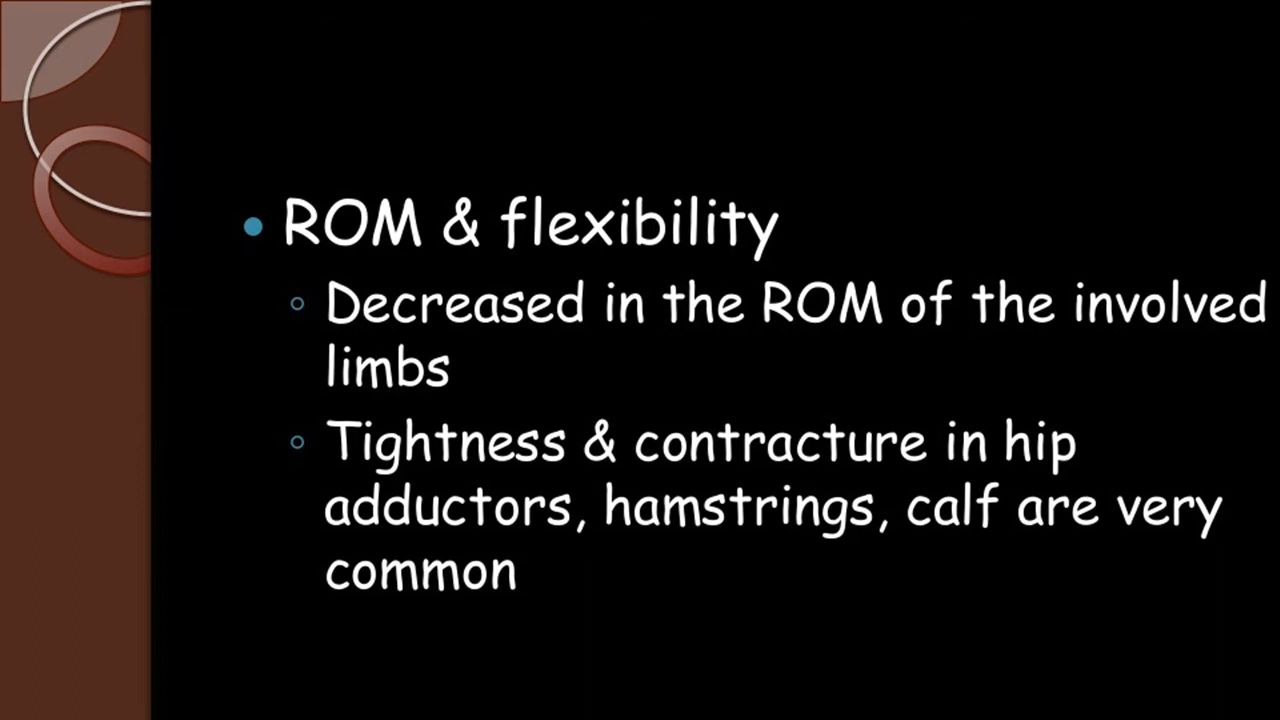 • ROM & flexibility
◦ Decreased in the ROM of the involved
limbs
◦ Tightness & contracture in hip
adductors, hamstrings, calf are very
common